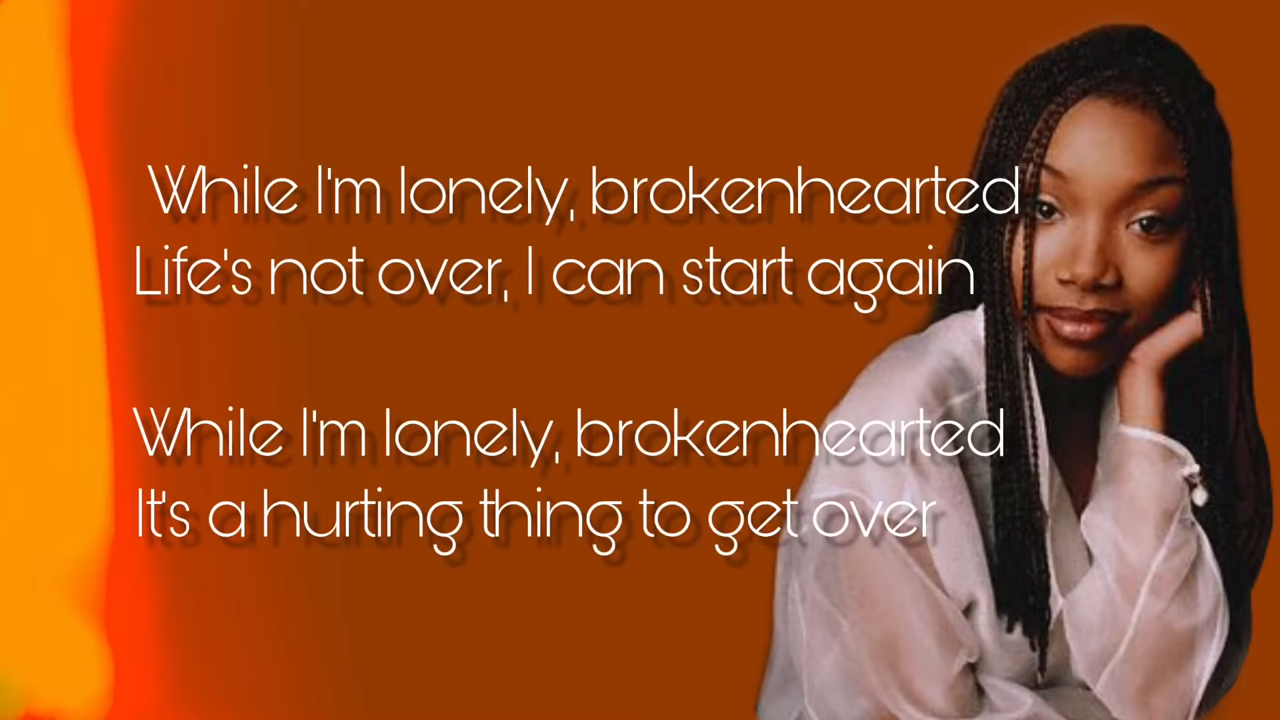 While I'm lonely, brokenhearted
Life's not over, I can start again
While I'm lonely, brokenhearted
It's a hurting thing to get over